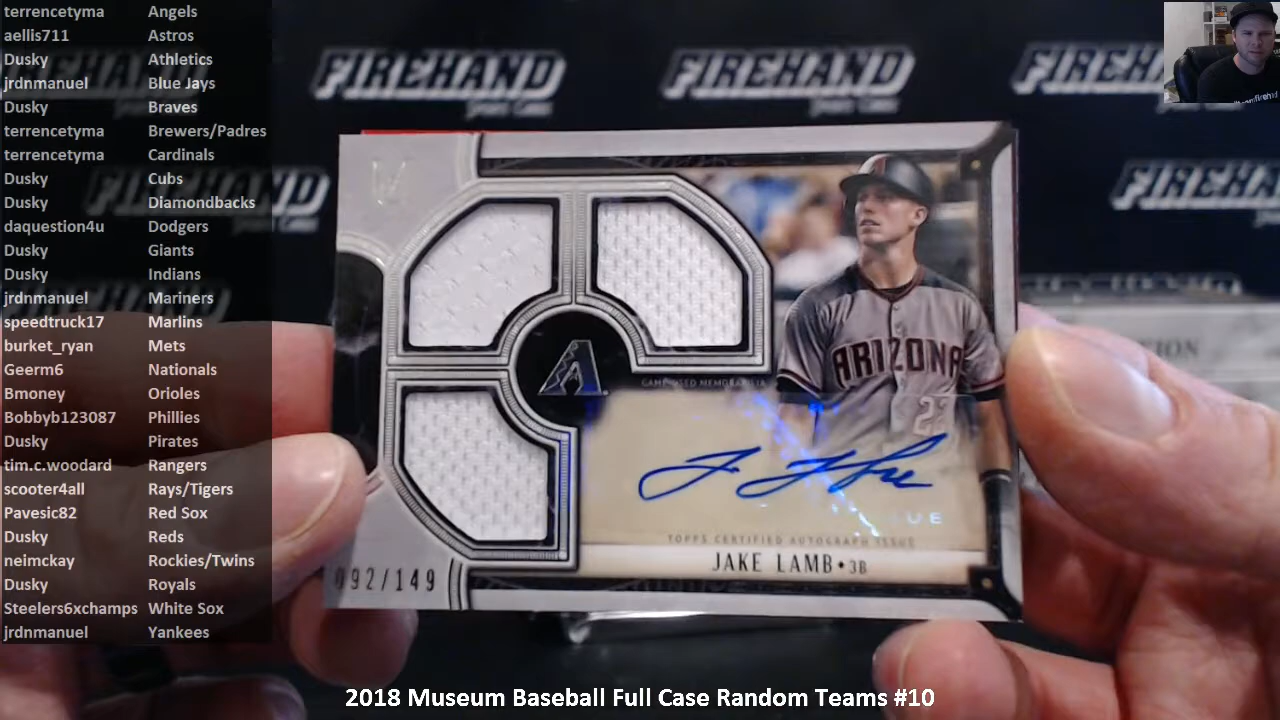 terrencetyma Angels
aellis711 Astros
Dusky Athletics
jrdnmanuel Blue Jays
Dusky Braves
terrencetyma Brewers/Padres
terrencetyma Cardinals
Dusky Cubs
Dusky Diamondbacks
daquestion4u Dodgers
Dusky Giants
Dusky Indians
jrdnmanuel Mariners
speedtruck17 Marlins
burket_ryan Mets
Geerm6 Nationals
Bmoney Orioles
Bobbyb123087 Phillies
Dusky Pirates
tim.c.woodard Rangers
scooter4all Rays/Tigers
Pavesic82 Red Sox
Dusky Reds
neimckay Rockies/Twins
Dusky Royals
Steelers6xchamps White Sox
jrdnmanuel Yankees
FIREHAND
FIREHAND
FIREHAND
M
A
GAME-USED MEMORABILIA
ARIZONA
22
TOPPS CERTIFIED AUTOGRAPH ISSUE
JAKE LAMB • 3B
092/149
2018 Museum Baseball Full Case Random Teams #10